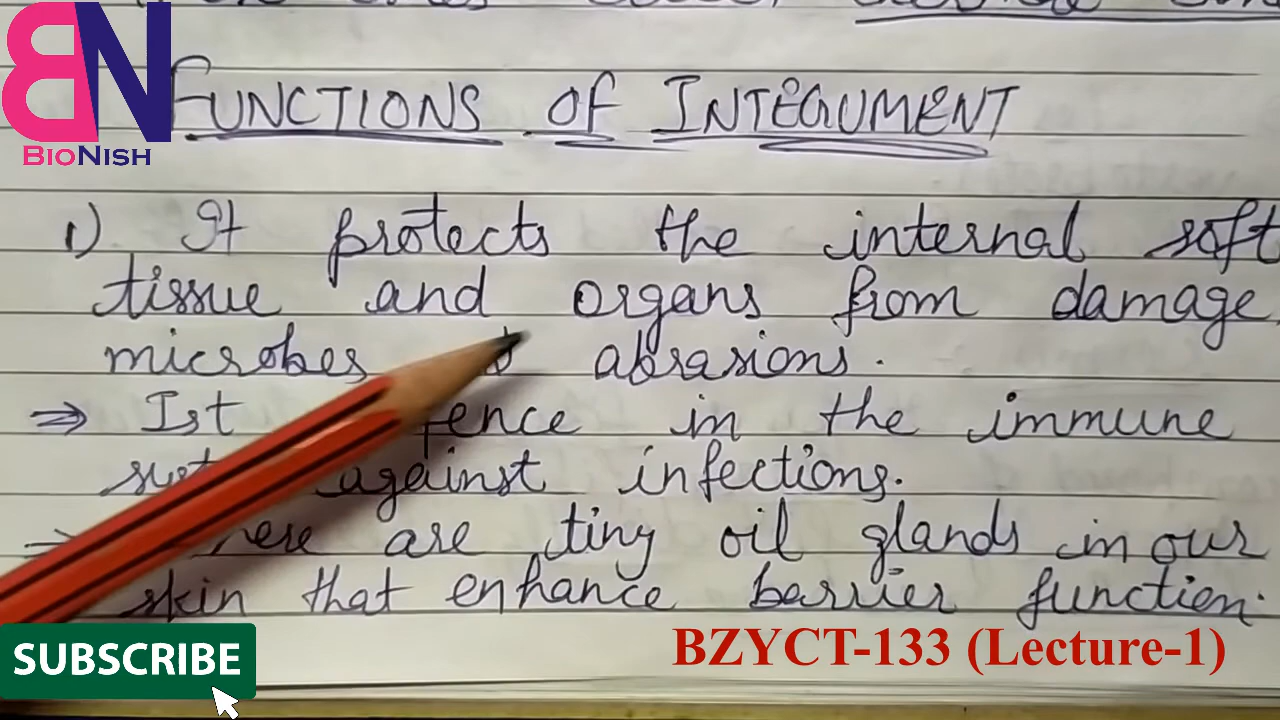 BN
BIONISH
FUNCTIONS OF INTEGUMENT
1) It protects the internal soft
tissue and organs from damage
microbes abrasions.
⇒ Ist fence in the immune
against infections.
are tiny oil glands in our
skin that enhance barrier function.
SUBSCRIBE
BZYCT-133 (Lecture-1)